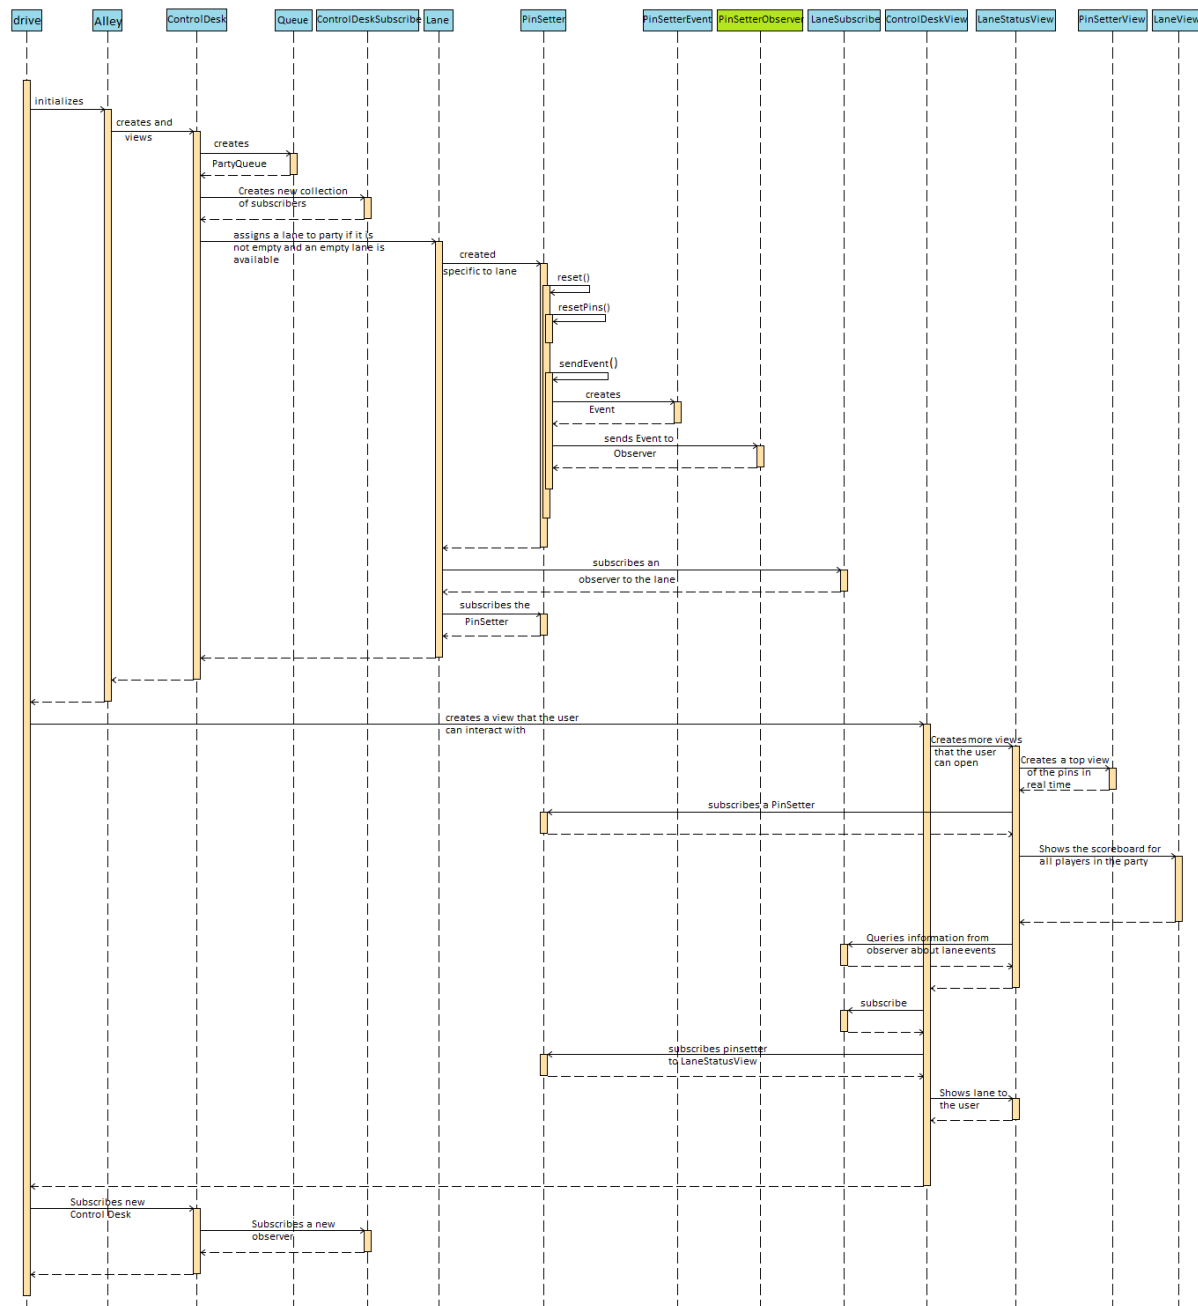 drive
Alley
ControlDesk
Queue
ControlDeskSubscribe
Lane
PinSetter
PinSetterEvent
PinSetterObserver
LaneSubscribe
ControlDeskView
LaneStatusView
PinSetterView
LaneView
initializes
creates and
views
creates
PartyQueue
Creates new collection
of subscribers
assigns a lane to party if it is
not empty and an empty lane is
available
created
specific to lane
reset()
resetPins()
sendEvent()
creates
Event
sends Event to
Observer
subscribes an
observer to the lane
subscribes the
PinSetter
creates a view that the user
can interact with
Creates more views
that the user
can open
Creates a top view
of the pins in
real time
subscribes a PinSetter
Shows the scoreboard for
all players in the party
Queries information from
observer about lane events
subscribe
subscribes pinsetter
to LaneStatusView
Shows lane to
the user
Subscribes new
Control Desk
Subscribes a new
observer